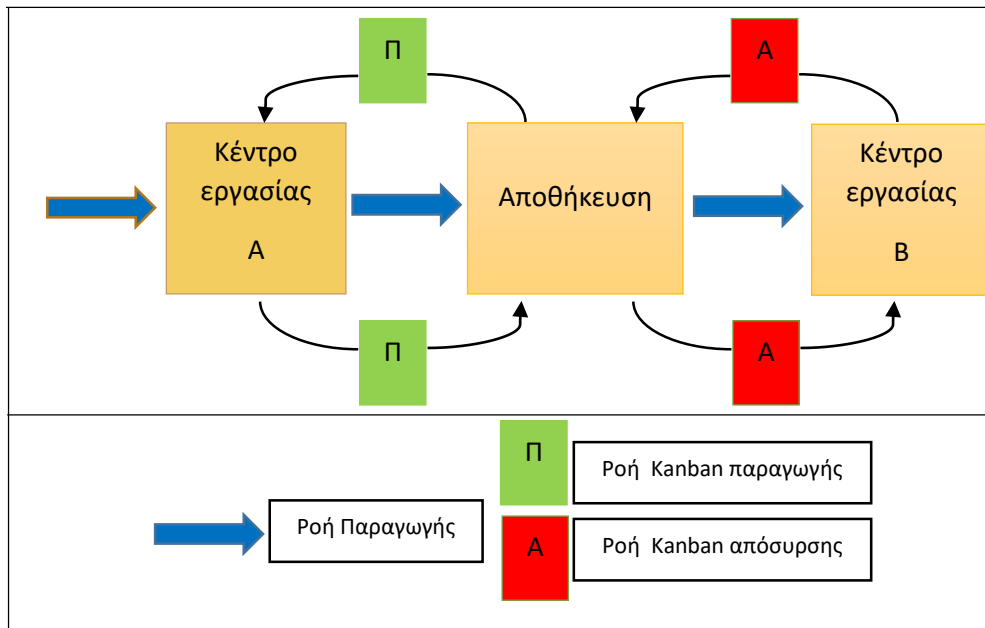 Π
Α
Κέντρο
εργασίας
Α
Αποθήκευση
Κέντρο
εργασίας
Β
Π
Α
Π
Ροή Kanban παραγωγής
Ροή Παραγωγής
Α
Ροή Kanban απόσυρσης